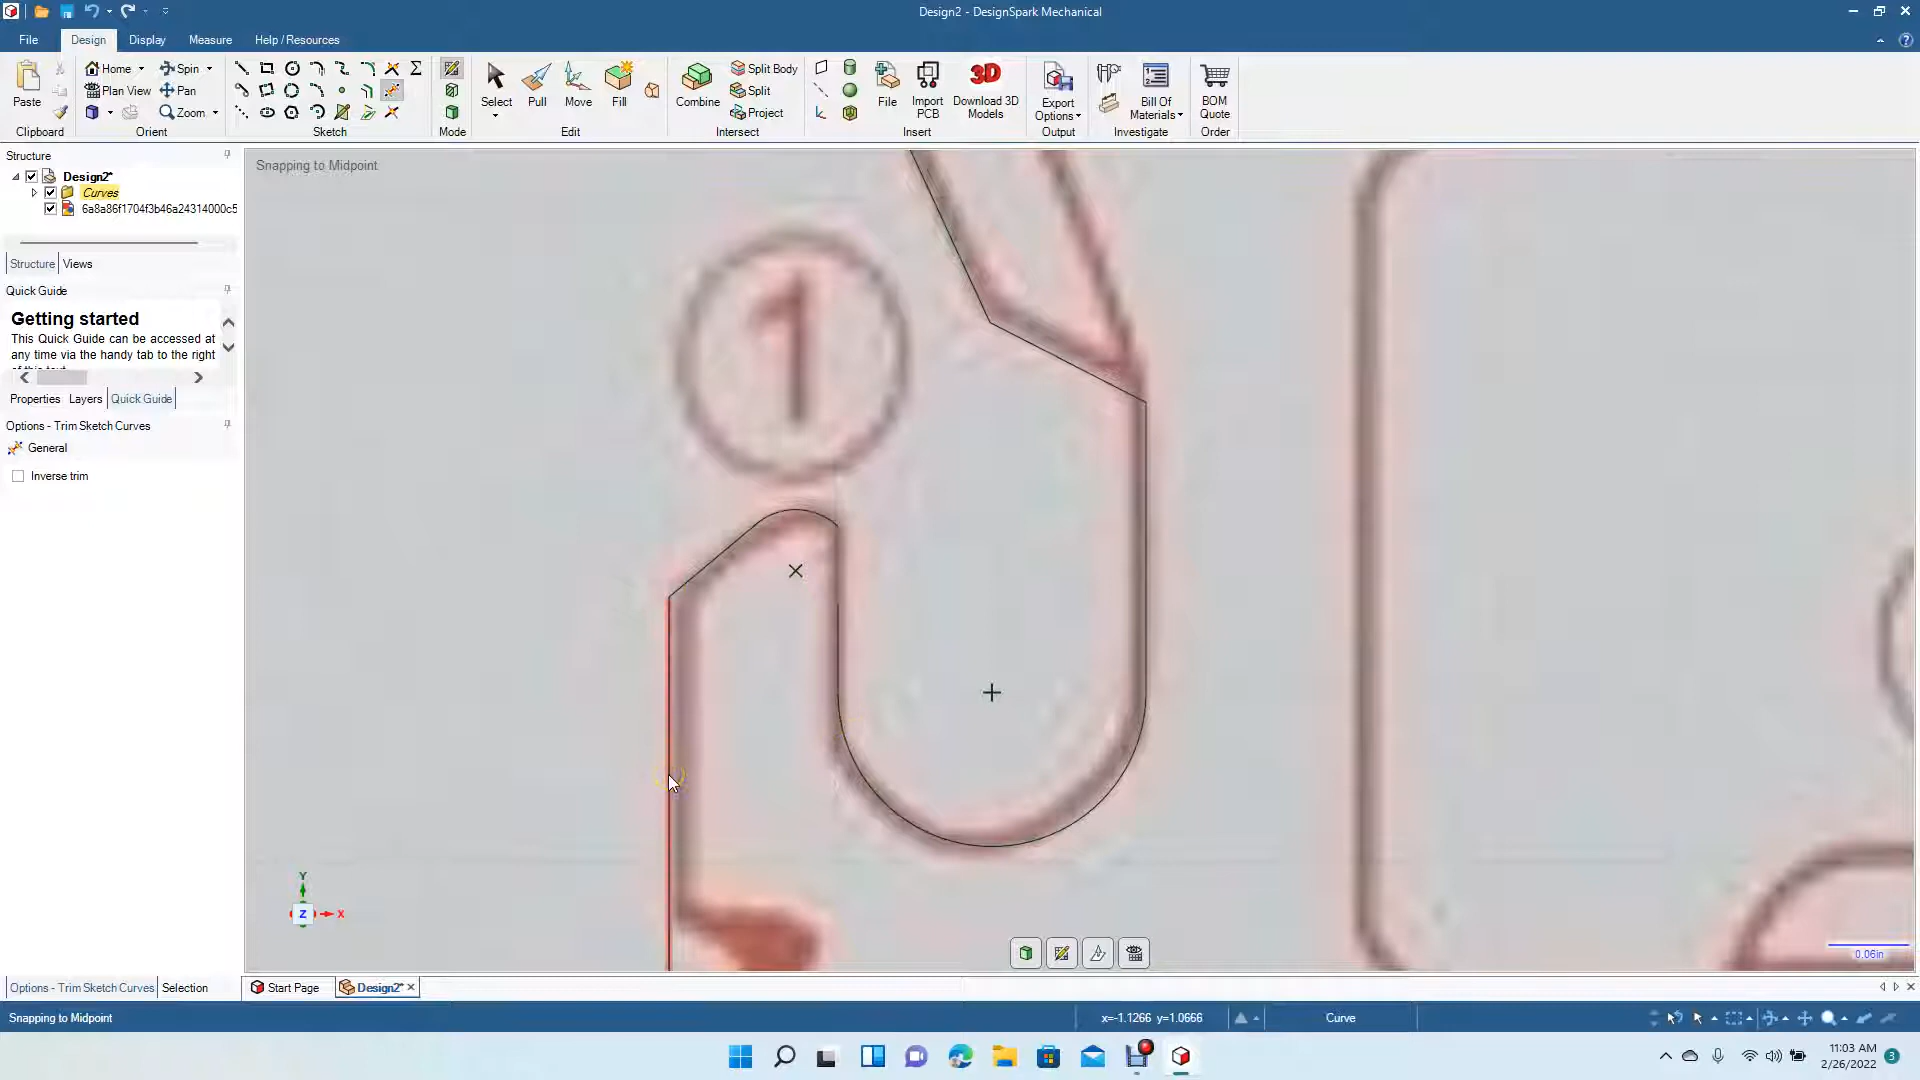 Design2 - DesignSpark Mechanical
File Design Display Measure Help / Resources
Paste
Clipboard
Home Spin
Plan View Pan
Zoom
Orient
Sketch
Mode
Select Pull Move Fill
Edit
Combine
Split Body
Split
Project
Intersect
File Import PCB Download 3D Models
3D
Insert
Export Options
Output
Bill Of Materials
Investigate
BOM Quote
Order
Structure
Design2*
Curves
6a8a86f1704f3b46a24314000c5
Structure Views
Quick Guide
Getting started
This Quick Guide can be accessed at
any time via the handy tab to the right
of this text
Properties Layers Quick Guide
Options - Trim Sketch Curves
General
Inverse trim
Snapping to Midpoint
1
Y
Z
X
0.06in
Options - Trim Sketch Curves Selection
Start Page Design2*
Snapping to Midpoint
x=-1.1266 y=1.0666
Curve
11:03 AM
2/26/2022
3